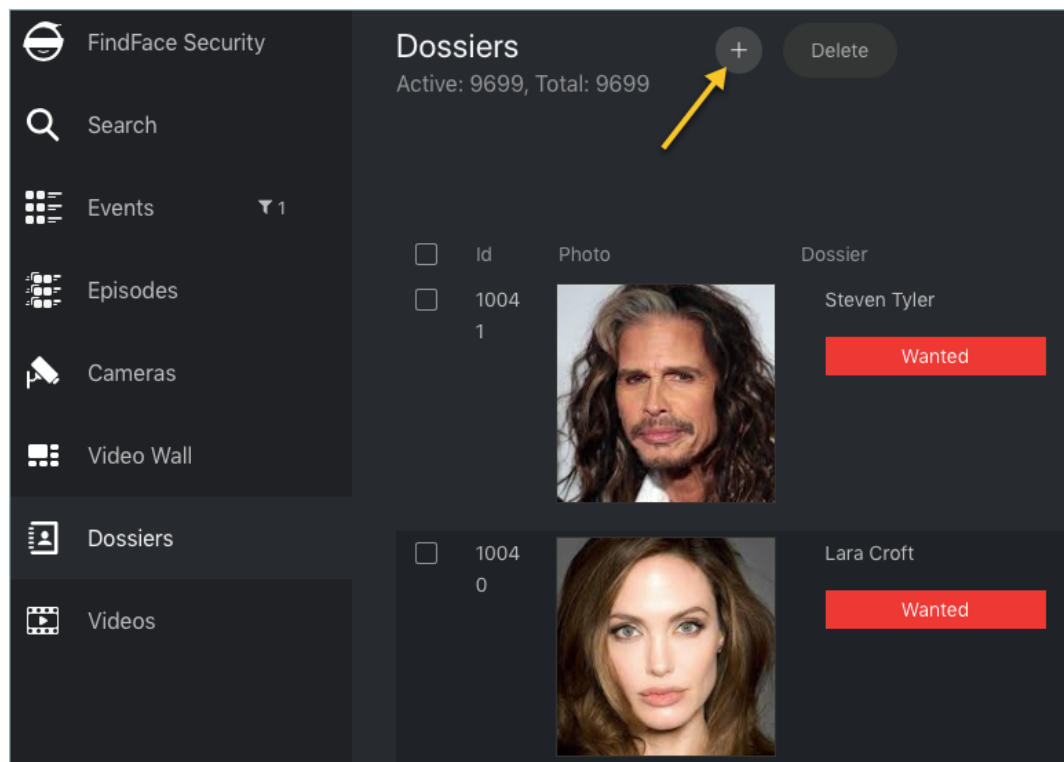 FindFace Security
Search
Events 1
Episodes
Cameras
Video Wall
Dossiers
Videos
Dossiers
+ Delete
Active: 9699, Total: 9699
Id Photo Dossier
1004
1
Steven Tyler
Wanted
1004
0
Lara Croft
Wanted